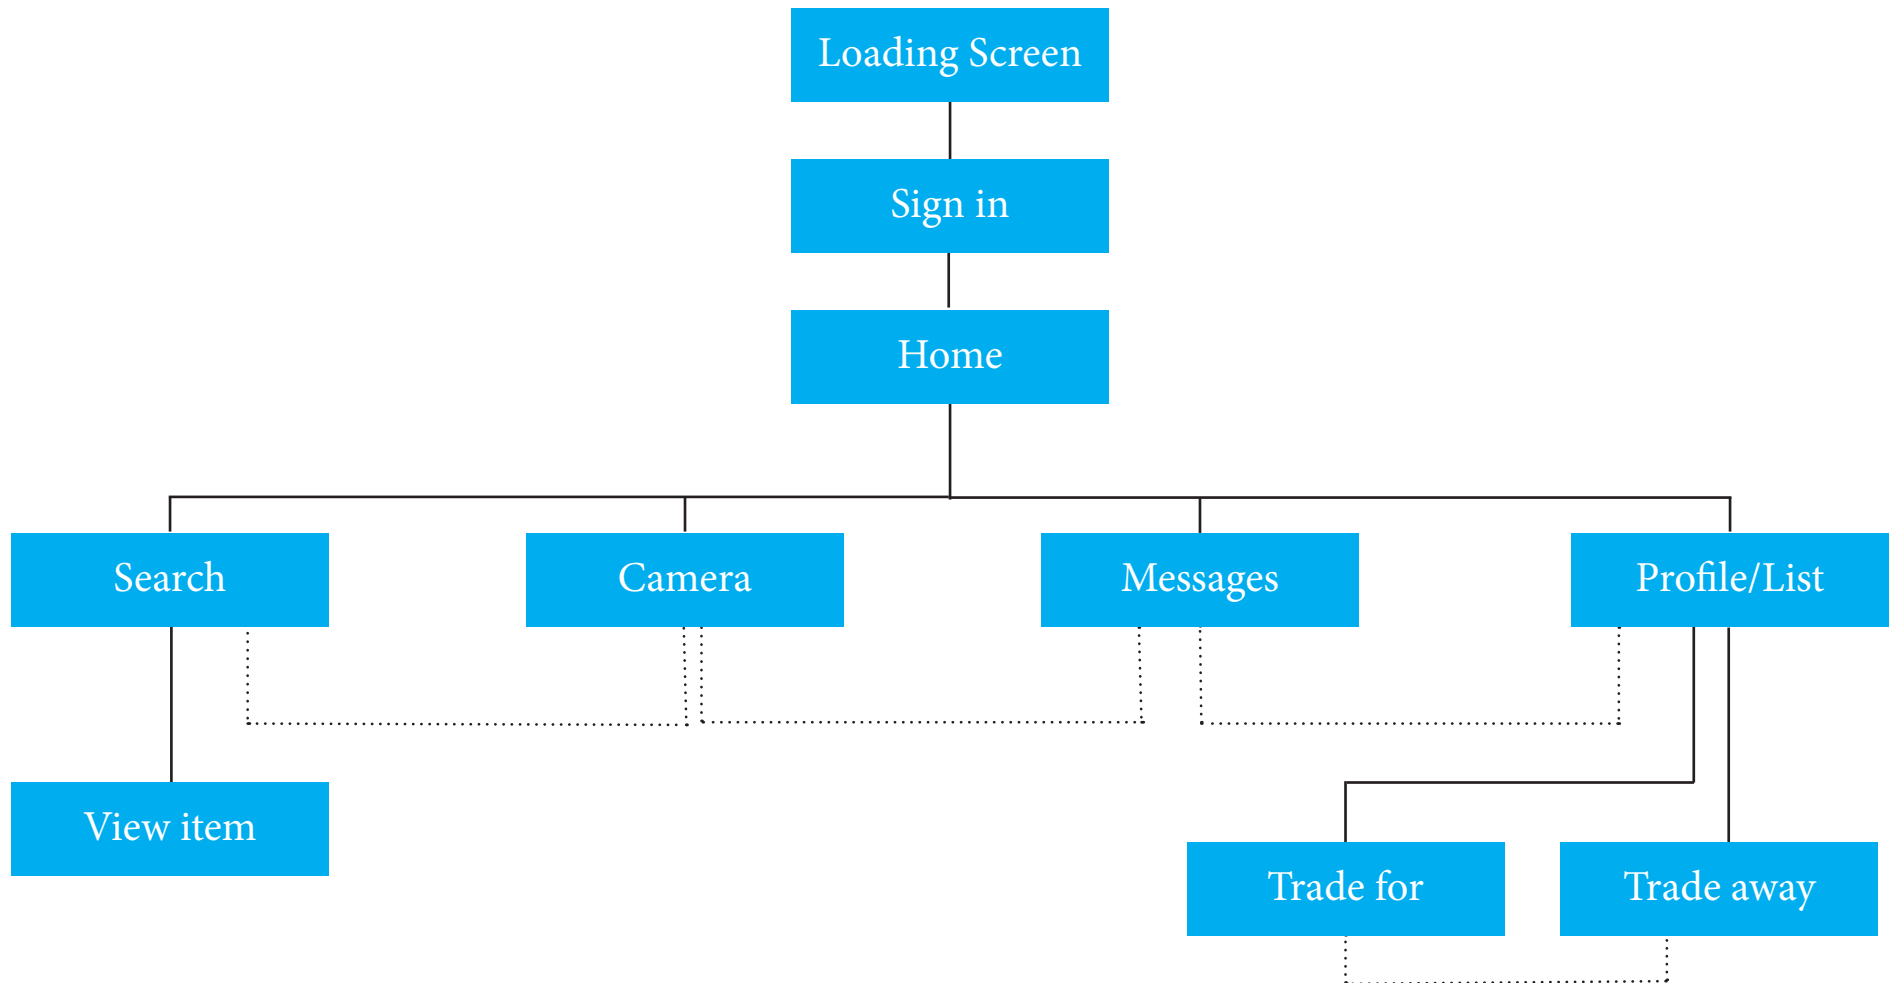 Loading Screen
Sign in
Home
Search
Camera
Messages
Profile/List
View item
Trade for
Trade away